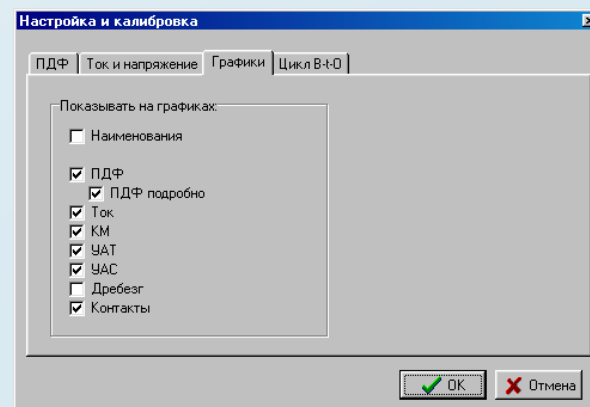 Настройка и калибровка
ПДФ Ток и напряжение Графики Цикл В-t-О
Показывать на графиках:
Наименования
ПДФ
ПДФ подробно
Ток
КМ
УАТ
УАС
Дребезг
Контакты
OK Отмена